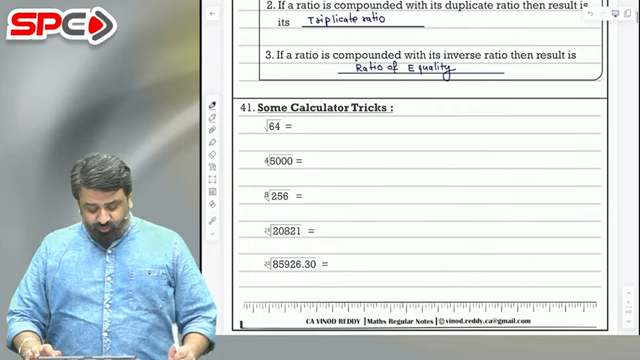 SPC
2. If a ratio is compounded with its duplicate ratio then result is
its Triplicate ratio
3. If a ratio is compounded with its inverse ratio then result is
Ratio of Equality
41. Some Calculator Tricks :
√64 =
∜5000 =
⁸√256 =
√20821 =
√85926.30 =
CA VINOD REDDY | Maths Regular Notes | vinod.reddy.ca@gmail.com